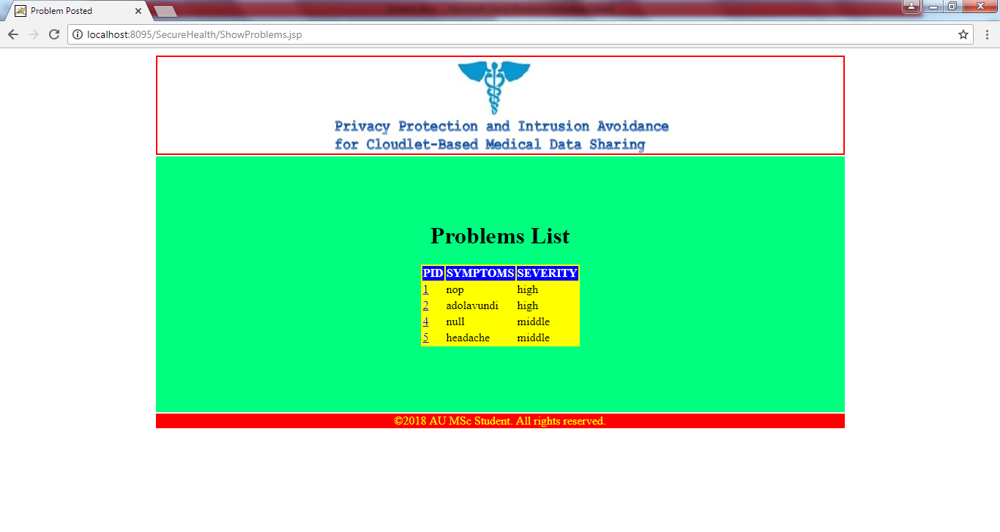 Problem Posted
localhost:8095/SecureHealth/ShowProblems.jsp
Privacy Protection and Intrusion Avoidance
for Cloudlet-Based Medical Data Sharing
Problems List
PID SYMPTOMS SEVERITY
1 nop high
2 adolavundi high
4 null middle
5 headache middle
©2018 AU MSc Student. All rights reserved.